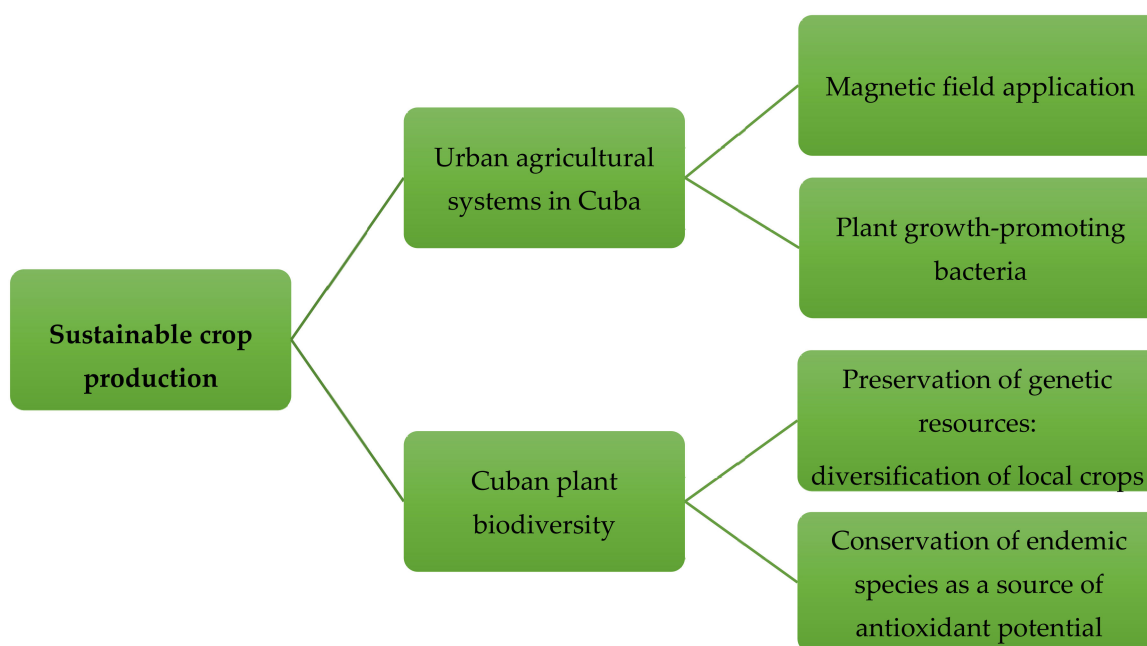 Magnetic field application
Urban agricultural
systems in Cuba
Plant growth-promoting
bacteria
Sustainable crop
production
Preservation of genetic
resources:
diversification of local crops
Cuban plant
biodiversity
Conservation of endemic
species as a source of
antioxidant potential